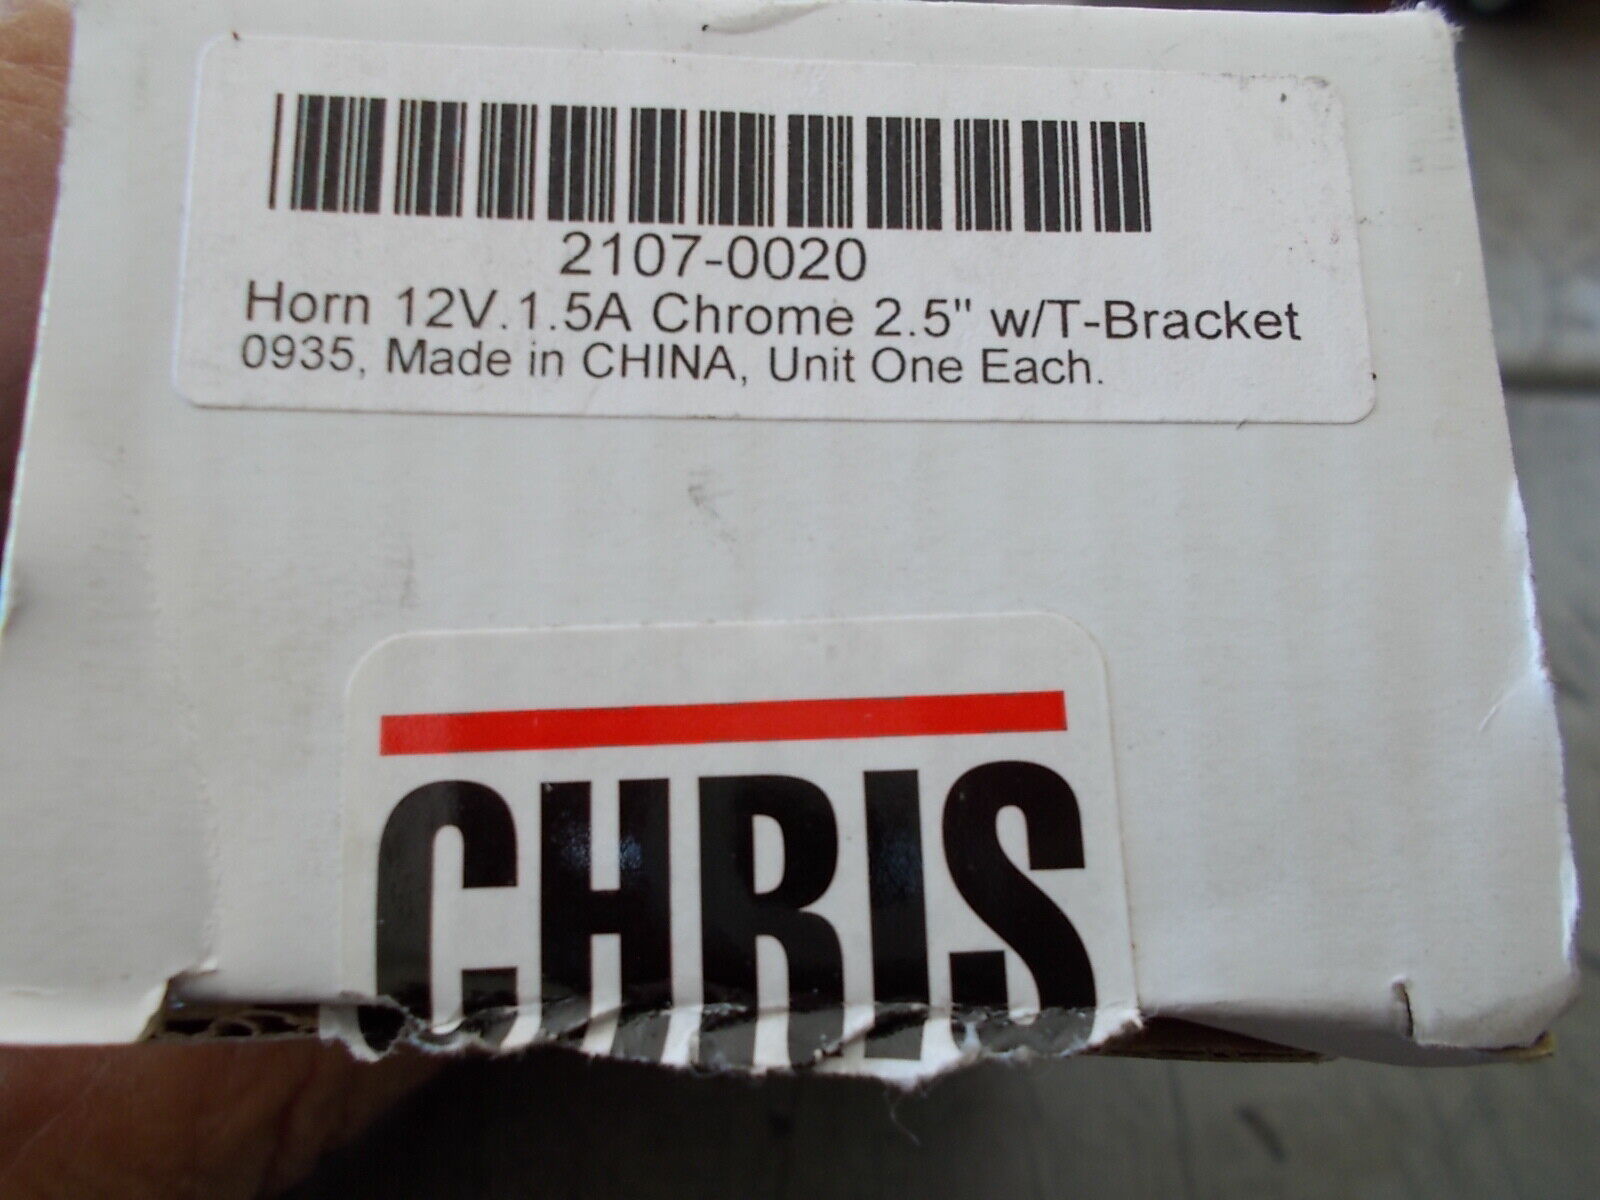 2107-0020
Horn 12V.1.5A Chrome 2.5" w/T-Bracket
0935, Made in CHINA, Unit One Each.
CHRIS